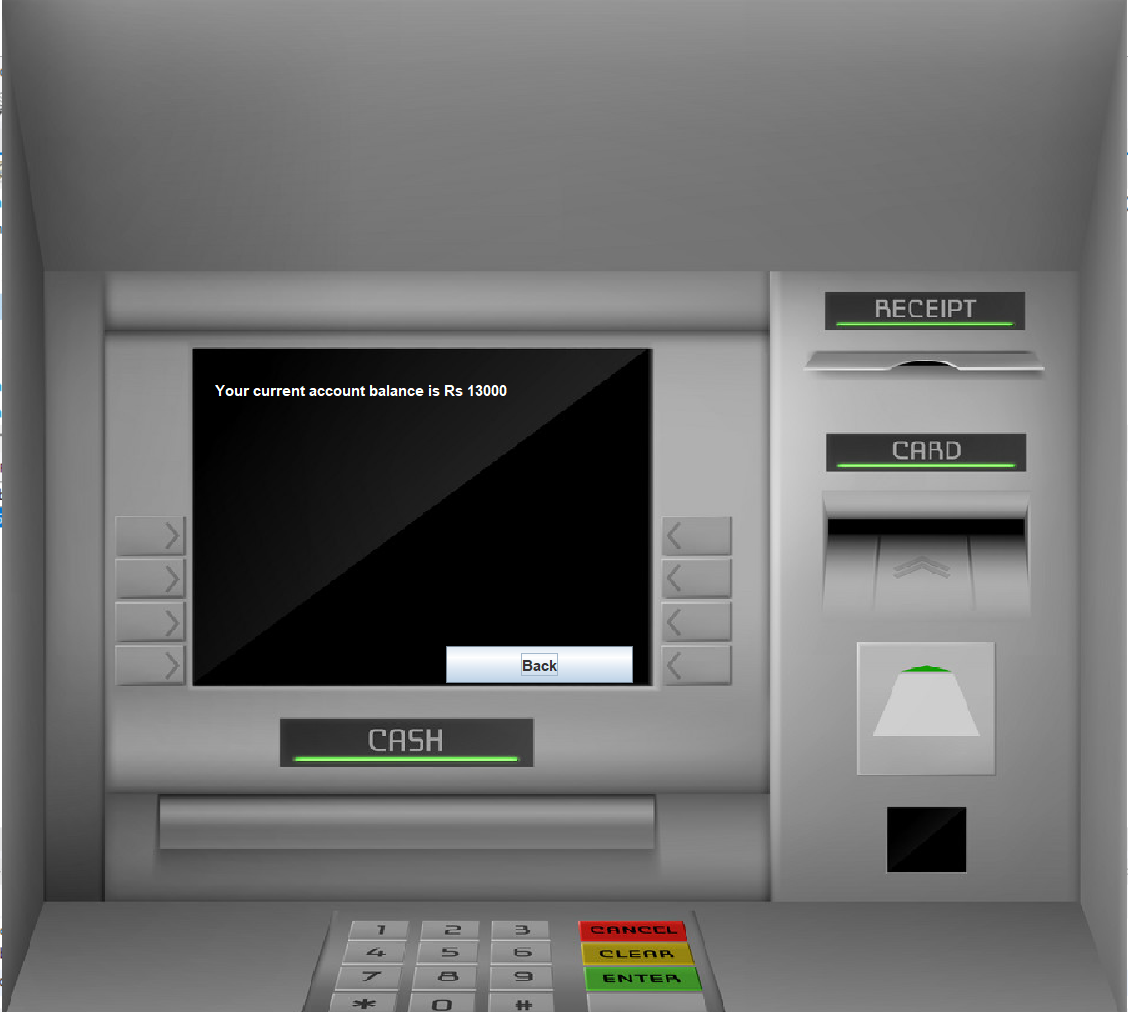 RECEIPT
Your current account balance is Rs 13000
CARD
Back
CASH
1 2 3 CANCEL
4 5 6 CLEAR
7 8 9 ENTER
* 0 #